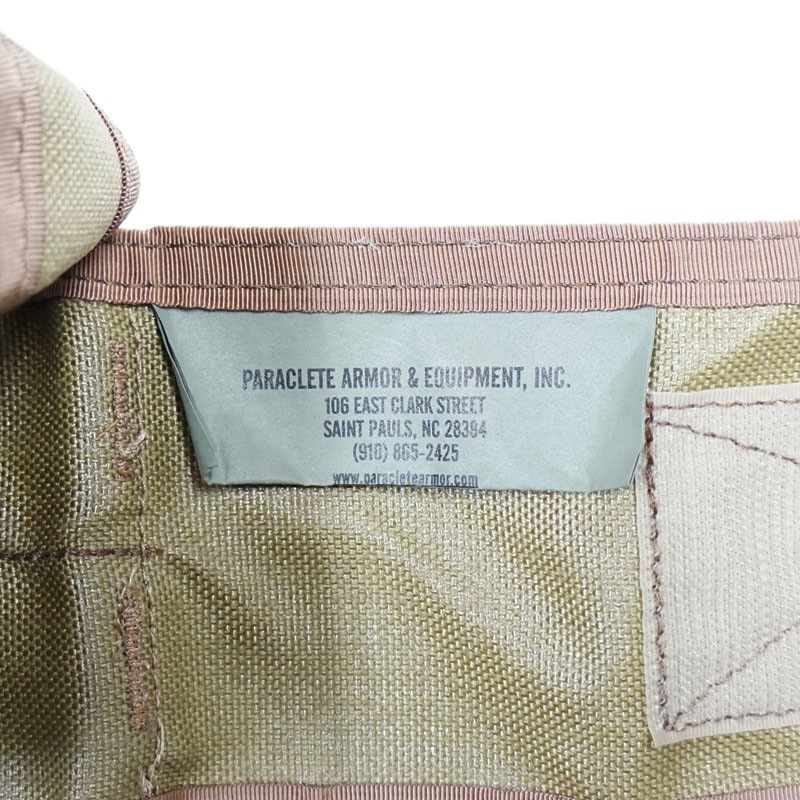 PARACLETE ARMOR & EQUIPMENT, INC.
106 EAST CLARK STREET
SAINT PAULS, NC 28384
(910) 865-2425
www.paracletearmor.com